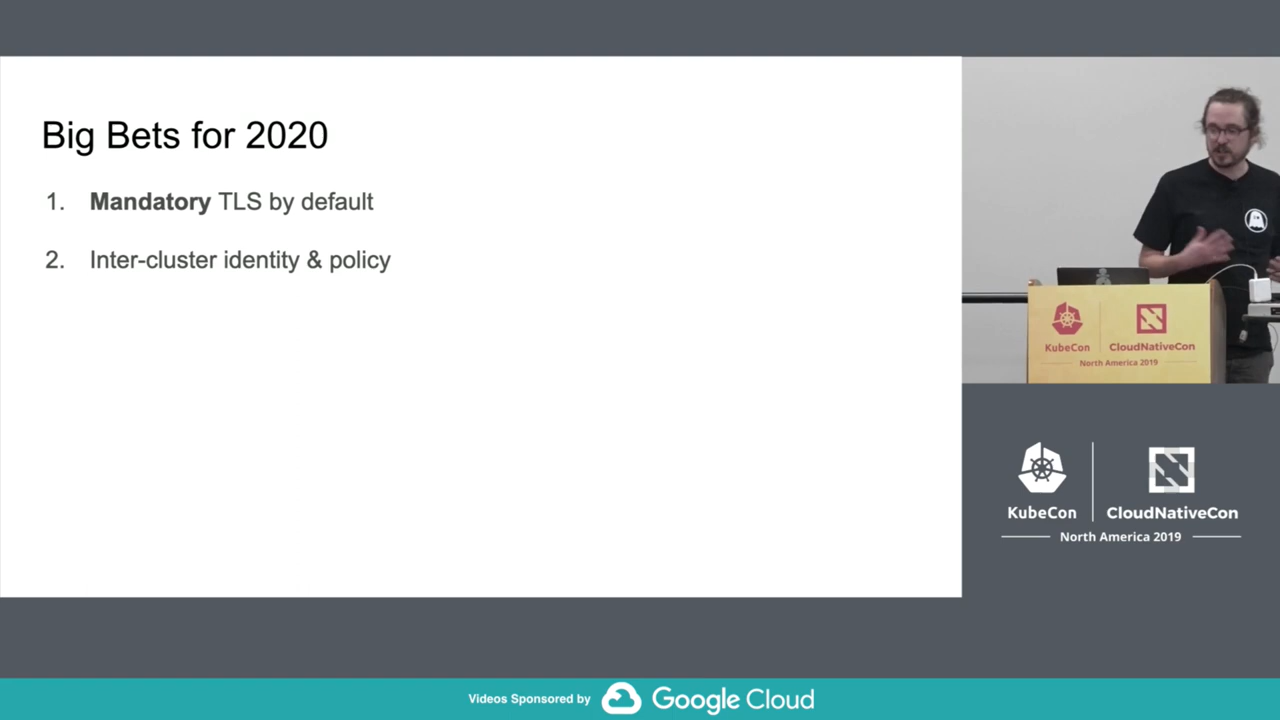 Big Bets for 2020
1. Mandatory TLS by default
2. Inter-cluster identity & policy
KubeCon
CloudNativeCon
North America 2019
KubeCon
CloudNativeCon
North America 2019
Videos Sponsored by Google Cloud